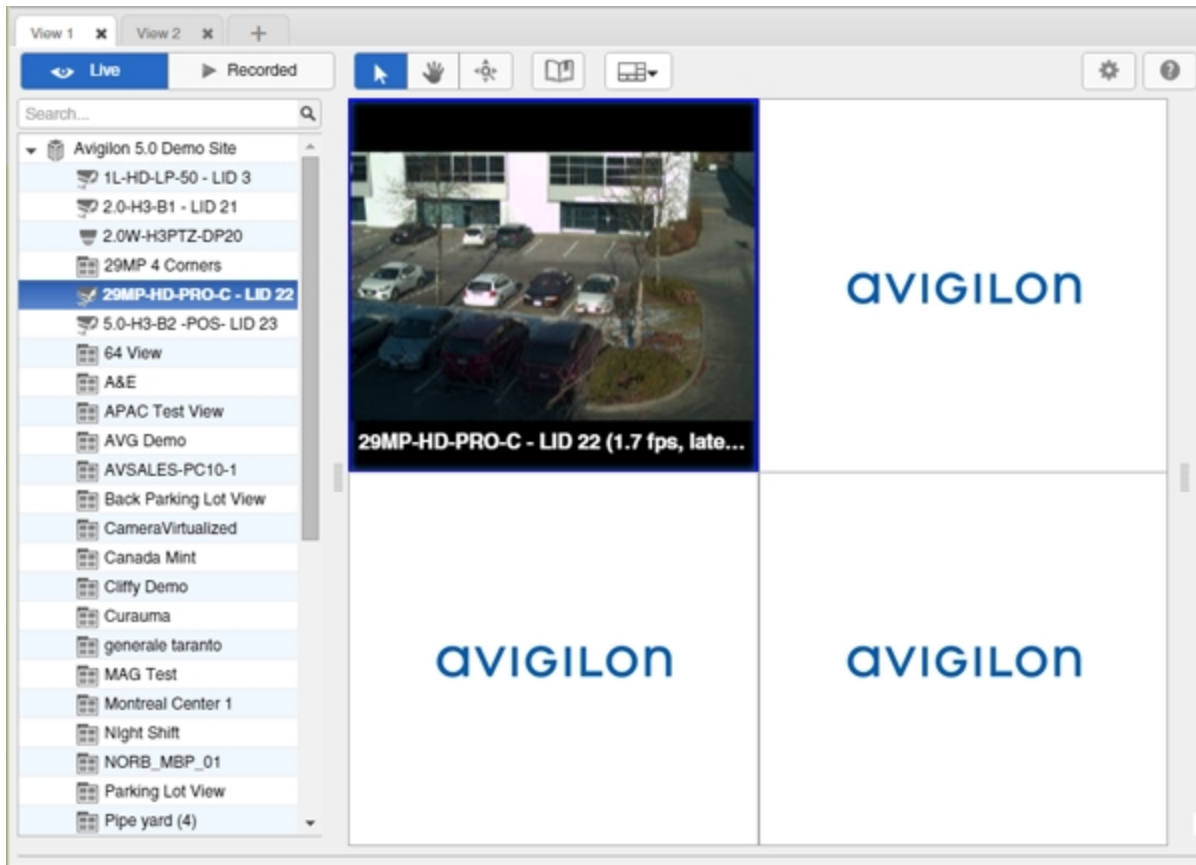 View 1
View 2
Live
Recorded
Search...
Avigilon 5.0 Demo Site
1L-HD-LP-50 - LID 3
2.0-H3-B1 - LID 21
2.0W-H3PTZ-DP20
29MP 4 Corners
29MP-HD-PRO-C - LID 22
5.0-H3-B2 -POS- LID 23
64 View
A&E
APAC Test View
AVG Demo
AVSALES-PC10-1
Back Parking Lot View
CameraVirtualized
Canada Mint
Cliffy Demo
Curauma
generale taranto
MAG Test
Montreal Center 1
NIght Shift
NORB_MBP_01
Parking Lot View
Pipe yard (4)
29MP-HD-PRO-C - LID 22 (1.7 fps, late...
avigilon
avigilon
avigilon